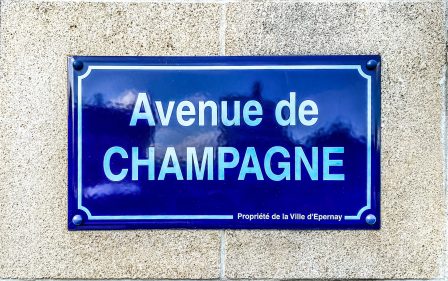 Avenue de
CHAMPAGNE
Propriété de la Ville d'Epernay